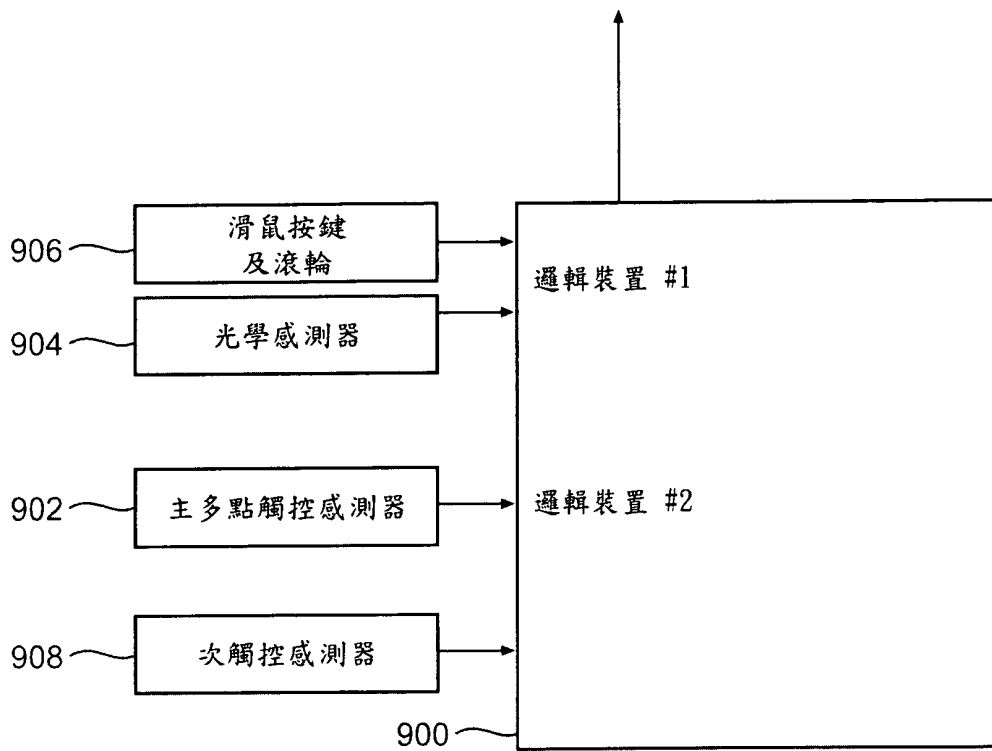 906
滑鼠按鍵
及滾輪
邏輯裝置 #1
904
光學感測器
902
主多點觸控感測器
邏輯裝置 #2
908
次觸控感測器
900